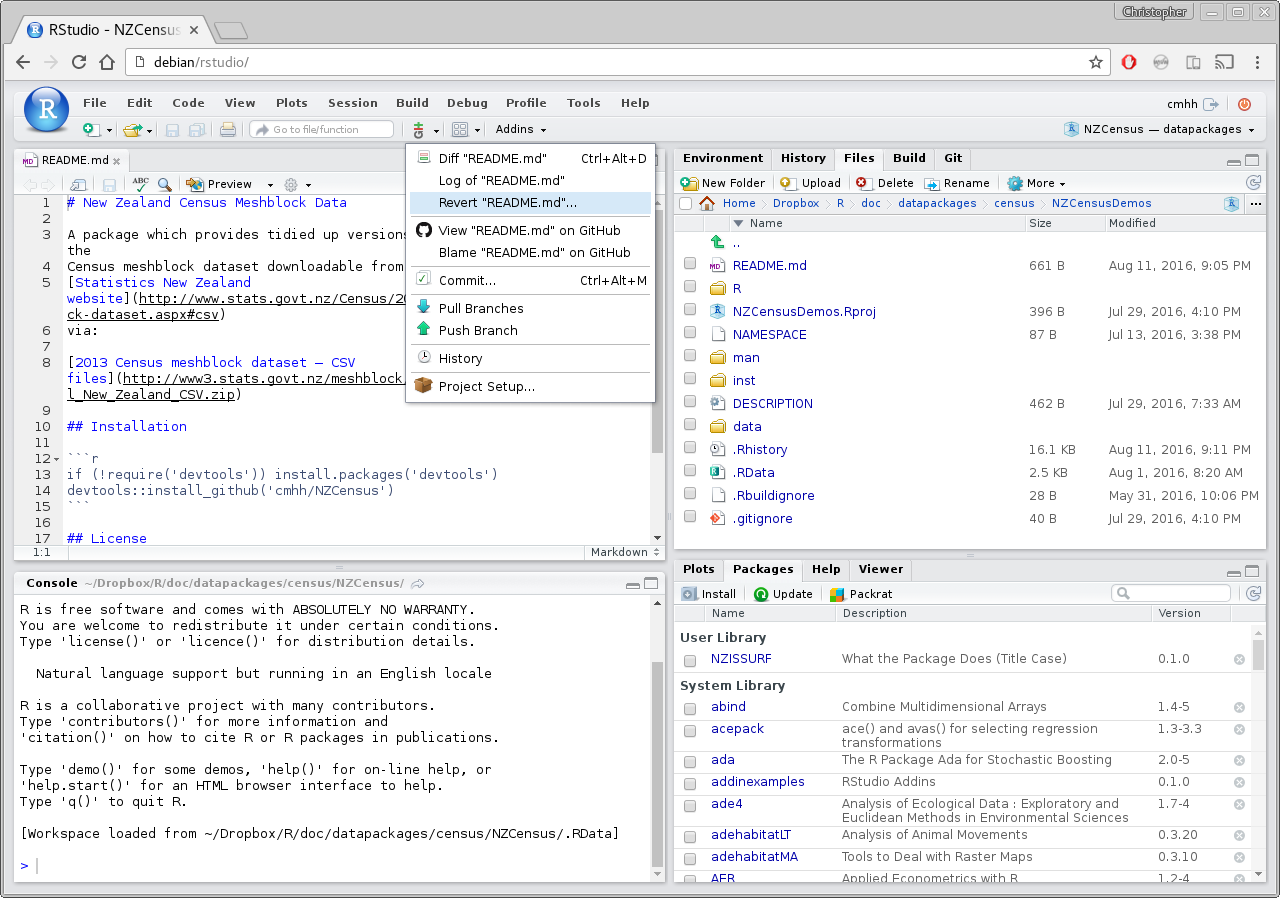 Christopher
RStudio - NZCensus
debian/rstudio/
R
File Edit Code View Plots Session Build Debug Profile Tools Help
cmhh
Go to file/function
Addins
NZCensus — datapackages
README.md
Preview
1 # New Zealand Census Meshblock Data
2
3 A package which provides tidied up versions
the
4 Census meshblock dataset downloadable from
5 [Statistics New Zealand
website](http://www.stats.govt.nz/Census/20
ck-dataset.aspx#csv)
6 via:
7
8 [2013 Census meshblock dataset – CSV
files](http://www3.stats.govt.nz/meshblock
l_New_Zealand_CSV.zip)
9
10 ## Installation
11
12 ```r
13 if (!require('devtools')) install.packages('devtools')
14 devtools::install_github('cmhh/NZCensus')
15 ```
16
17 ## License
1:1
Markdown
Diff "README.md" Ctrl+Alt+D
Log of "README.md"
Revert "README.md"...
View "README.md" on GitHub
Blame "README.md" on GitHub
Commit... Ctrl+Alt+M
Pull Branches
Push Branch
History
Project Setup...
Console ~/Dropbox/R/doc/datapackages/census/NZCensus/
R is free software and comes with ABSOLUTELY NO WARRANTY.
You are welcome to redistribute it under certain conditions.
Type 'license()' or 'licence()' for distribution details.
Natural language support but running in an English locale
R is a collaborative project with many contributors.
Type 'contributors()' for more information and
'citation()' on how to cite R or R packages in publications.
Type 'demo()' for some demos, 'help()' for on-line help, or
'help.start()' for an HTML browser interface to help.
Type 'q()' to quit R.
[Workspace loaded from ~/Dropbox/R/doc/datapackages/census/NZCensus/.RData]
>
Environment History Files Build Git
New Folder Upload Delete Rename More
Home Dropbox R doc datapackages census NZCensusDemos
Name Size Modified
..
README.md 661 B Aug 11, 2016, 9:05 PM
R
NZCensusDemos.Rproj 396 B Jul 29, 2016, 4:10 PM
NAMESPACE 87 B Jul 13, 2016, 3:38 PM
man
inst
DESCRIPTION 462 B Jul 29, 2016, 7:33 AM
data
.Rhistory 16.1 KB Aug 11, 2016, 9:11 PM
.RData 2.5 KB Aug 1, 2016, 8:20 AM
.Rbuildignore 28 B May 31, 2016, 10:06 PM
.gitignore 40 B Jul 29, 2016, 4:10 PM
Plots Packages Help Viewer
Install Update Packrat
Name Description Version
User Library
NZISSURF What the Package Does (Title Case) 0.1.0
System Library
abind Combine Multidimensional Arrays 1.4-5
acepack ace() and avas() for selecting regression 1.3-3.3
transformations
ada The R Package Ada for Stochastic Boosting 2.0-5
addinexamples RStudio Addins 0.1.0
ade4 Analysis of Ecological Data : Exploratory and 1.7-4
Euclidean Methods in Environmental Sciences
adehabitatLT Analysis of Animal Movements 0.3.20
adehabitatMA Tools to Deal with Raster Maps 0.3.10
AER Applied Econometrics with R 1.2-4